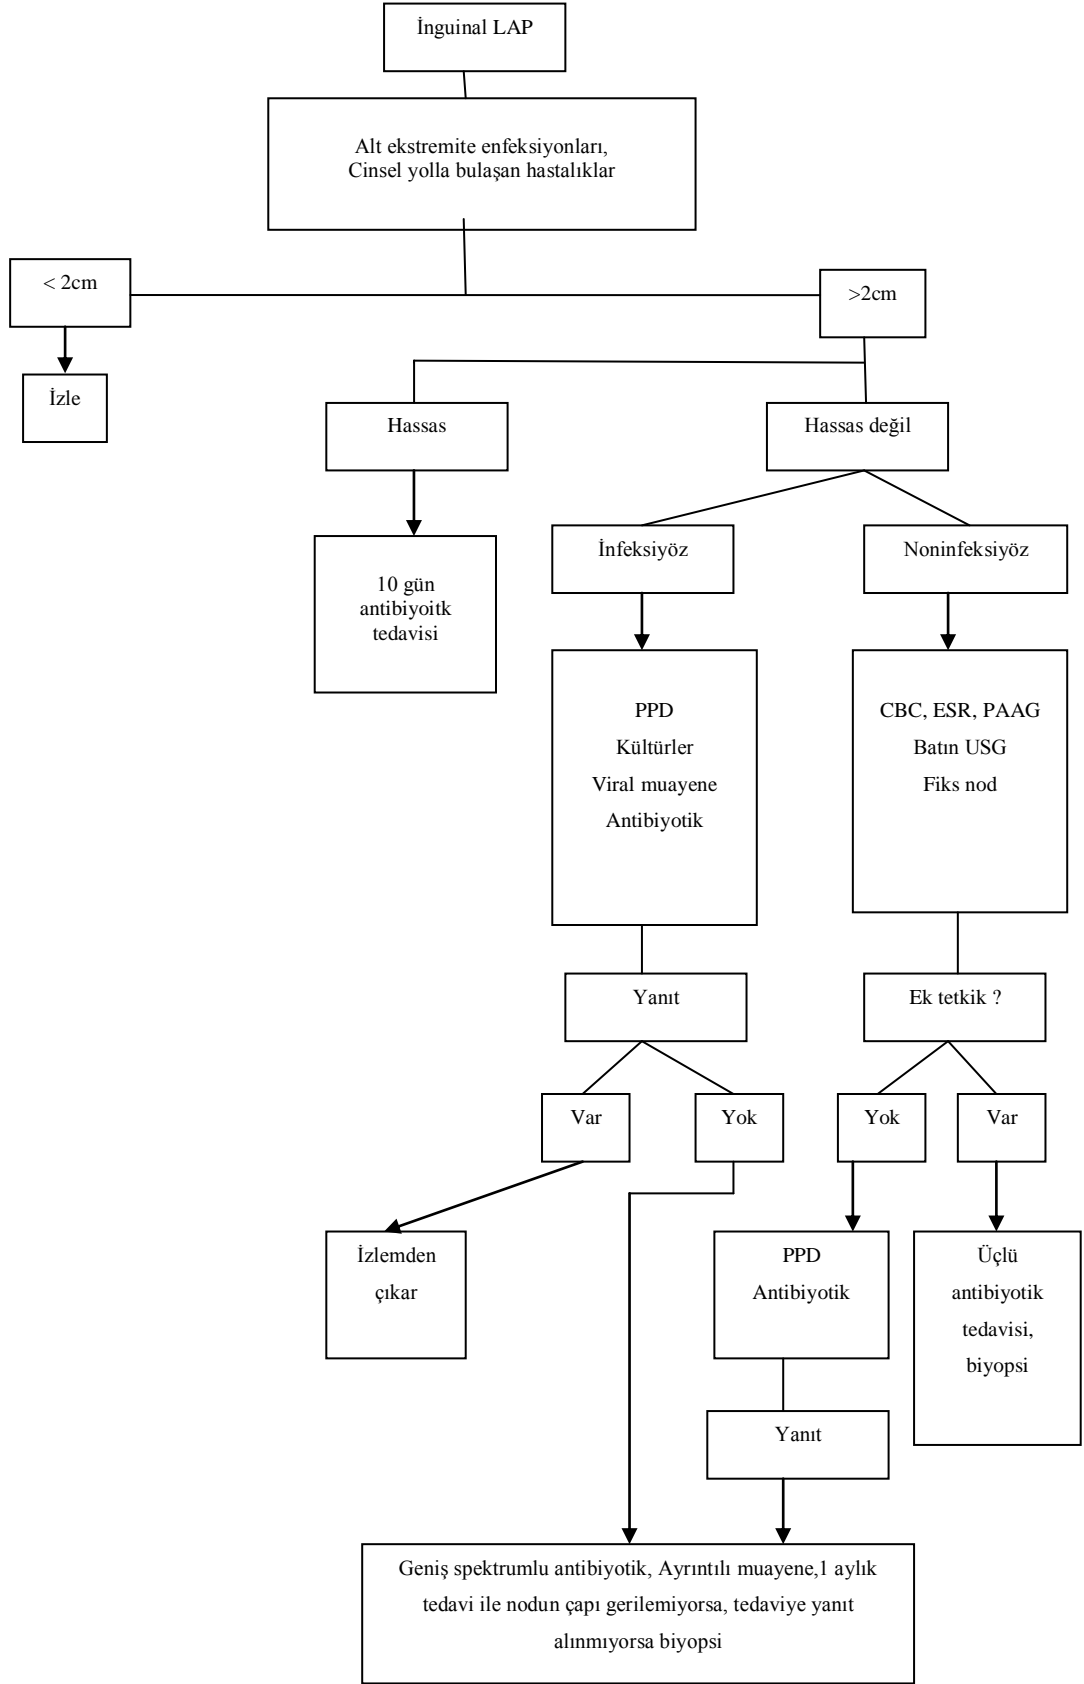 İnguinal LAP
Alt ekstremite enfeksiyonları,
Cinsel yolla bulaşan hastalıklar
< 2cm
>2cm
İzle
Hassas
Hassas değil
10 gün
antibiyoitk
tedavisi
İnfeksiyöz
Noninfeksiyöz
PPD
Kültürler
Viral muayene
Antibiyotik
CBC, ESR, PAAG
Batın USG
Fiks nod
Yanıt
Ek tetkik ?
Var
Yok
Yok
Var
İzlemden
çıkar
PPD
Antibiyotik
Üçlü
antibiyotik
tedavisi,
biyopsi
Yanıt
Geniş spektrumlu antibiyotik, Ayrıntılı muayene,1 aylık
tedavi ile nodun çapı gerilemiyorsa, tedaviye yanıt
alınmıyorsa biyopsi